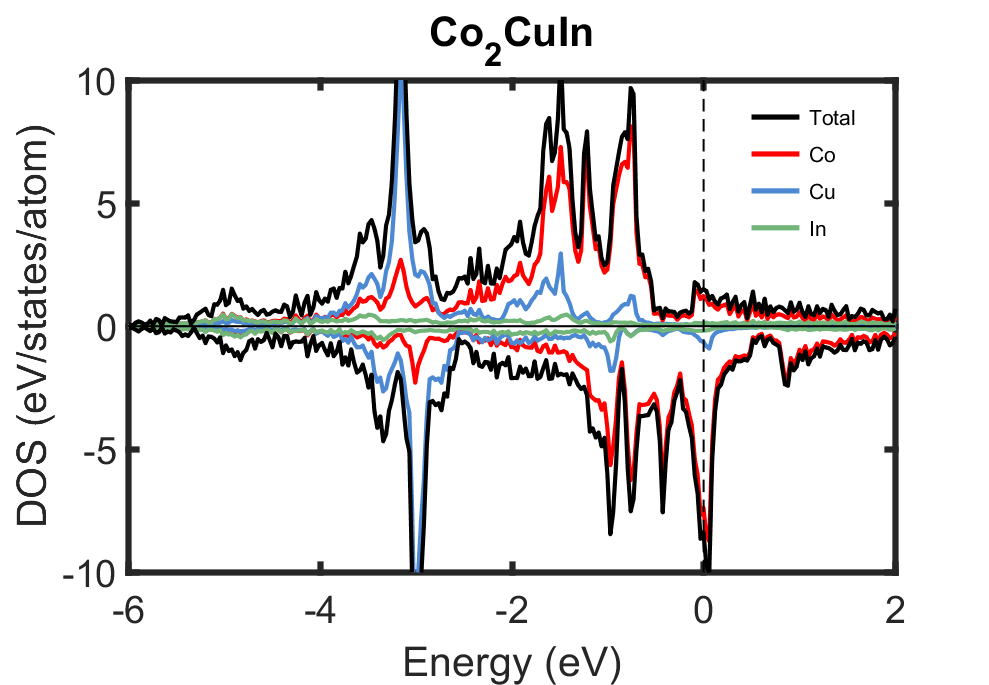 Co2CuIn
10
5
0
0
-5
-10
DOS (eV/states/atom)
Total
Co
Cu
In
-6
-4
-2
0
2
Energy (eV)